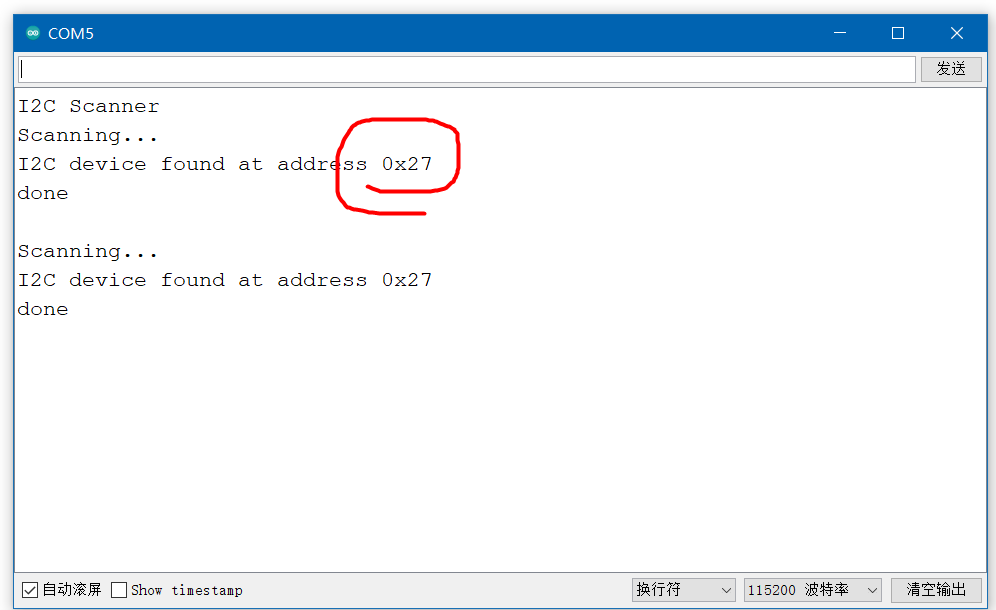 COM5
发送
I2C Scanner
Scanning...
I2C device found at address 0x27
done
Scanning...
I2C device found at address 0x27
done
自动滚屏 Show timestamp 换行符 115200 波特率 清空输出